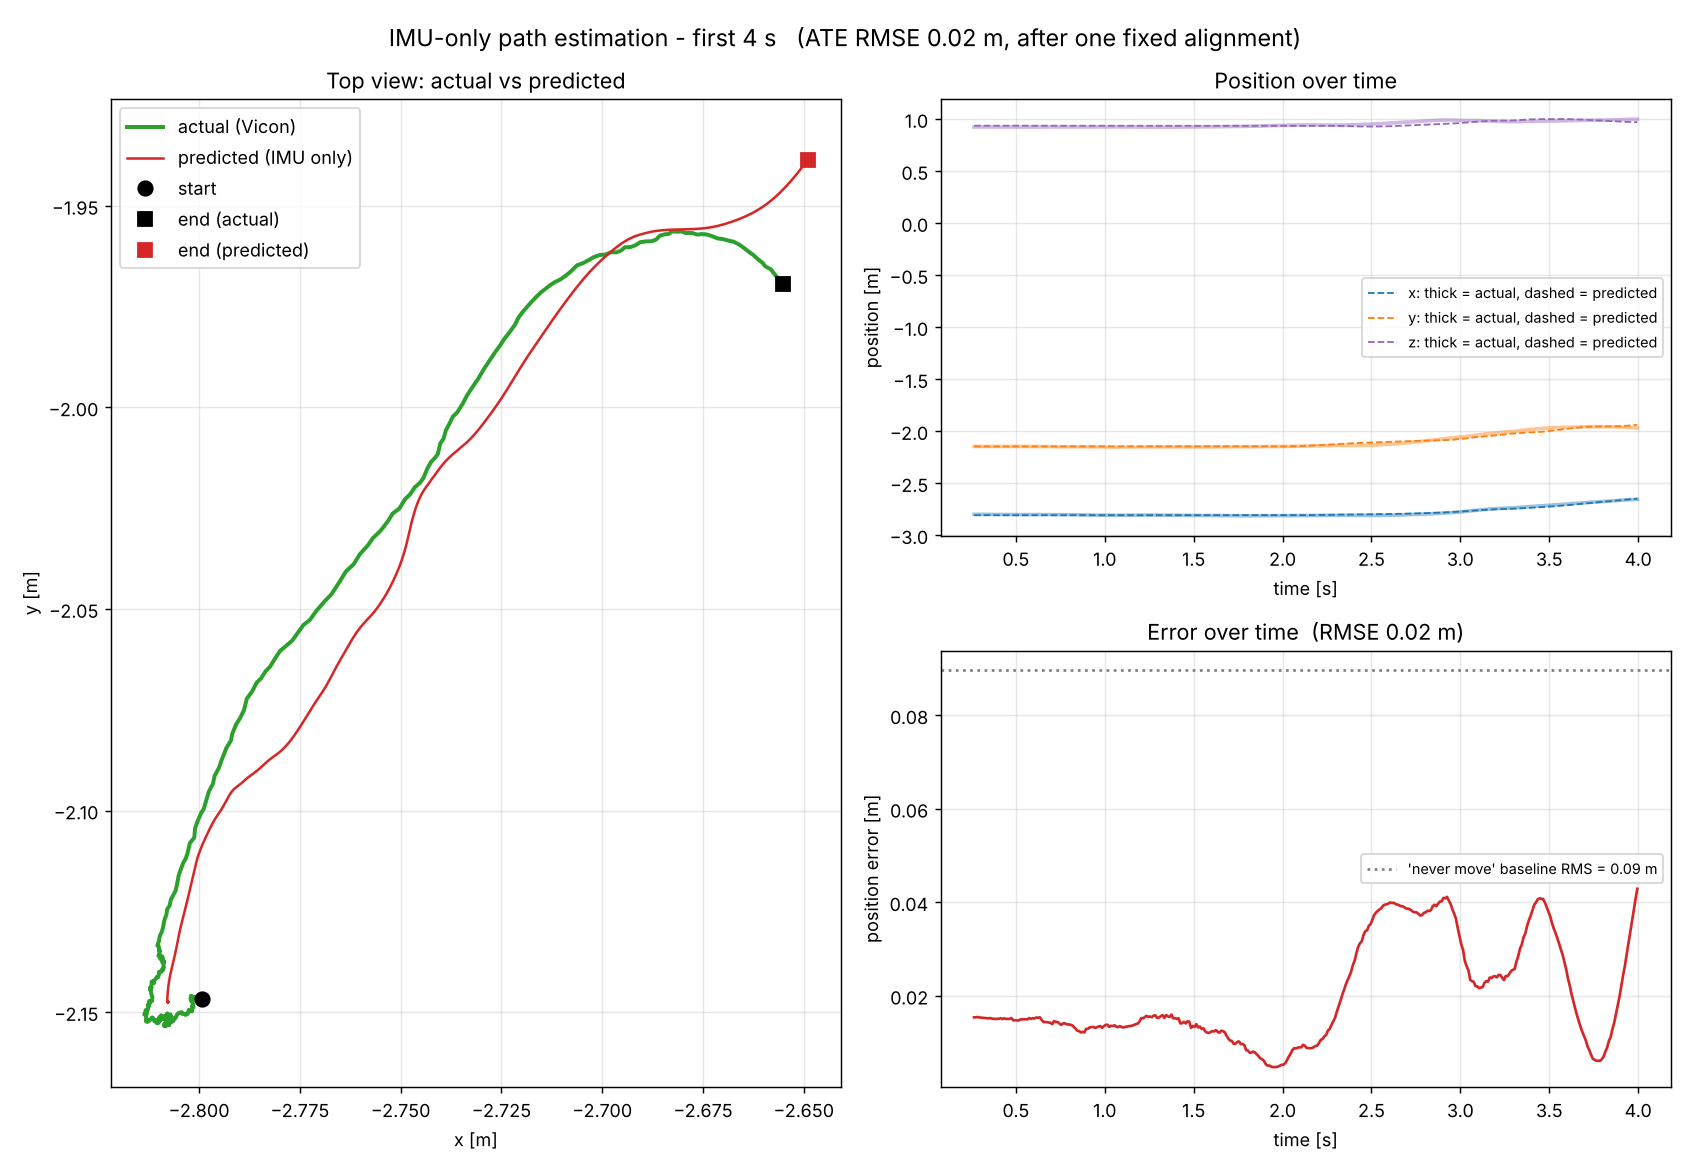 IMU-only path estimation - first 4 s   (ATE RMSE 0.02 m, after one fixed alignment)
Top view: actual vs predicted
actual (Vicon)
predicted (IMU only)
start
end (actual)
end (predicted)
−1.95
−2.00
−2.05
−2.10
−2.15
y [m]
−2.800
−2.775
−2.750
−2.725
−2.700
−2.675
−2.650
x [m]
Position over time
1.0
0.5
0.0
−0.5
−1.0
−1.5
−2.0
−2.5
−3.0
position [m]
x: thick = actual, dashed = predicted
y: thick = actual, dashed = predicted
z: thick = actual, dashed = predicted
0.5
1.0
1.5
2.0
2.5
3.0
3.5
4.0
time [s]
Error over time  (RMSE 0.02 m)
0.08
0.06
0.04
0.02
position error [m]
'never move' baseline RMS = 0.09 m
0.5
1.0
1.5
2.0
2.5
3.0
3.5
4.0
time [s]